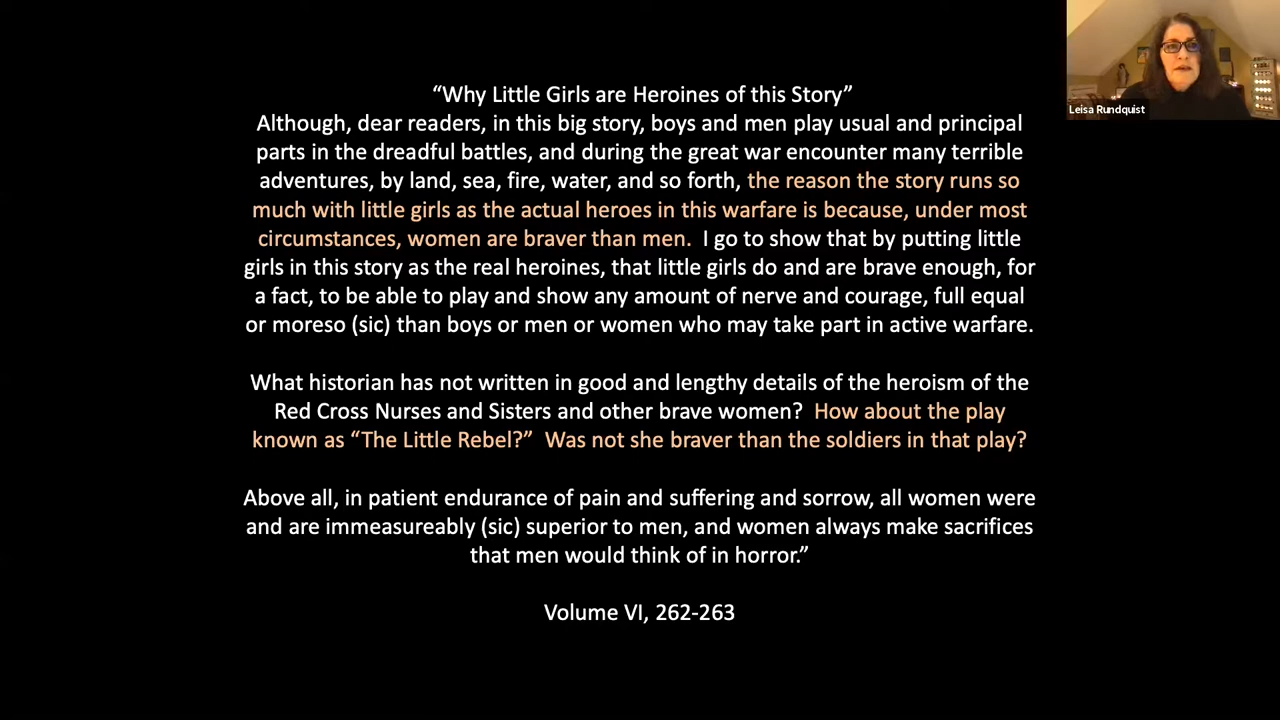 “Why Little Girls are Heroines of this Story”
Although, dear readers, in this big story, boys and men play usual and principal
parts in the dreadful battles, and during the great war encounter many terrible
adventures, by land, sea, fire, water, and so forth, the reason the story runs so
much with little girls as the actual heroes in this warfare is because, under most
circumstances, women are braver than men.  I go to show that by putting little
girls in this story as the real heroines, that little girls do and are brave enough, for
a fact, to be able to play and show any amount of nerve and courage, full equal
or moreso (sic) than boys or men or women who may take part in active warfare.
What historian has not written in good and lengthy details of the heroism of the
Red Cross Nurses and Sisters and other brave women?  How about the play
known as “The Little Rebel?”  Was not she braver than the soldiers in that play?
Above all, in patient endurance of pain and suffering and sorrow, all women were
and are immeasureably (sic) superior to men, and women always make sacrifices
that men would think of in horror.”
Volume VI, 262-263
Leisa Rundquist